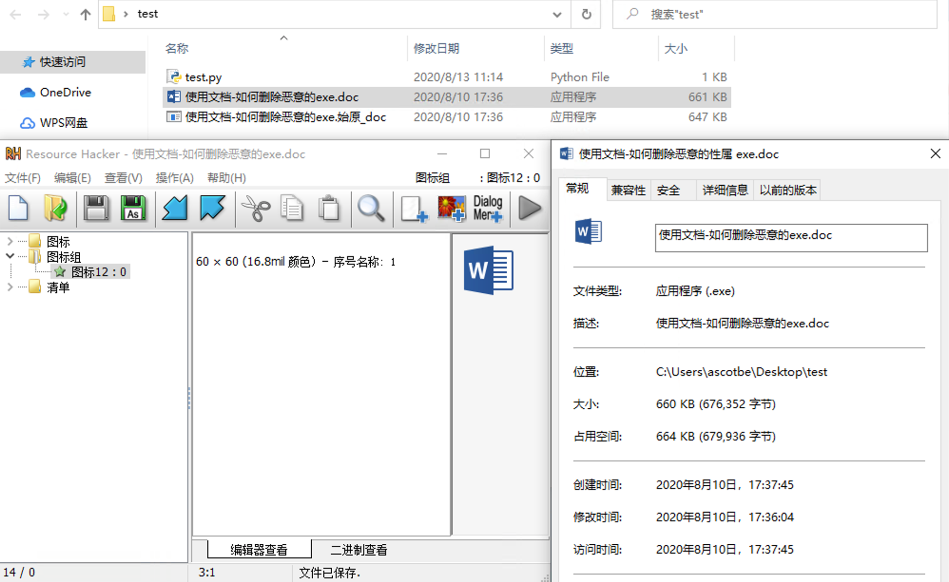 test
搜索"test"
名称
修改日期
类型
大小
快速访问
OneDrive
WPS网盘
test.py
2020/8/13 11:14
Python File
1 KB
使用文档-如何删除恶意的exe.doc
2020/8/10 17:36
应用程序
661 KB
使用文档-如何删除恶意的exe.始原_doc
2020/8/10 17:36
应用程序
647 KB
RH Resource Hacker - 使用文档-如何删除恶意的exe.doc
文件(F) 编辑(E) 查看(V) 操作(A) 帮助(H)
图标组 : 图标12 : 0
As
Dialog
Men
图标
图标组
图标12 : 0
清单
60 × 60 (16.8mil 颜色) - 序号名称: 1
W
编辑器查看
二进制查看
14 / 0
3:1
文件已保存.
使用文档-如何删除恶意的性属 exe.doc
常规
兼容性
安全
详细信息
以前的版本
W
使用文档-如何删除恶意的exe.doc
文件类型: 应用程序 (.exe)
描述: 使用文档-如何删除恶意的exe.doc
位置: C:\Users\ascotbe\Desktop\test
大小: 660 KB (676,352 字节)
占用空间: 664 KB (679,936 字节)
创建时间: 2020年8月10日，17:37:45
修改时间: 2020年8月10日，17:36:04
访问时间: 2020年8月10日，17:37:45